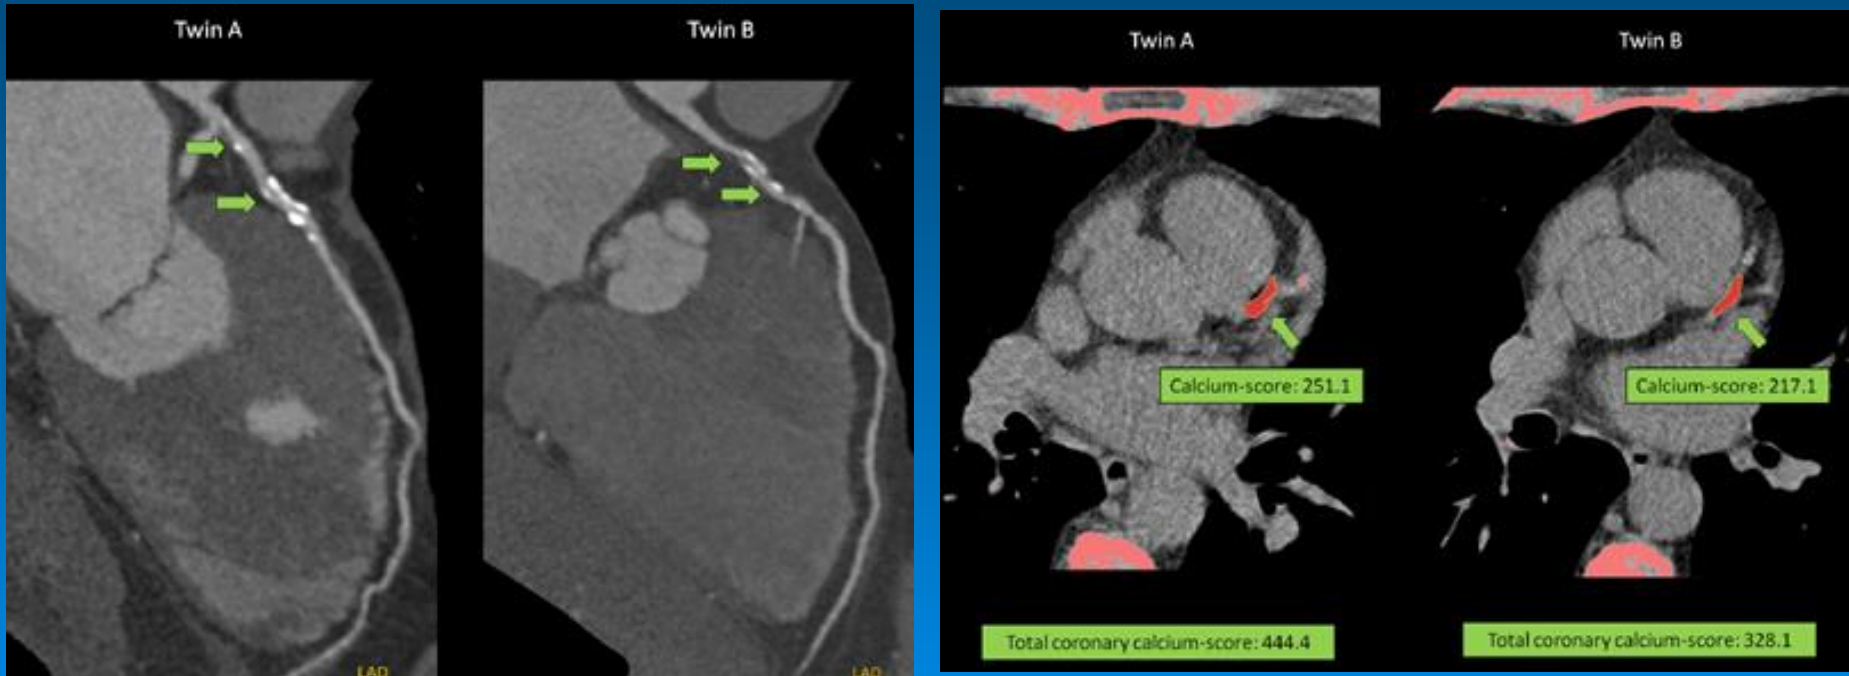 Twin A
Twin B
LAD
LAD
Twin A
Twin B
Calcium-score: 251.1
Calcium-score: 217.1
Total coronary calcium-score: 444.4
Total coronary calcium-score: 328.1